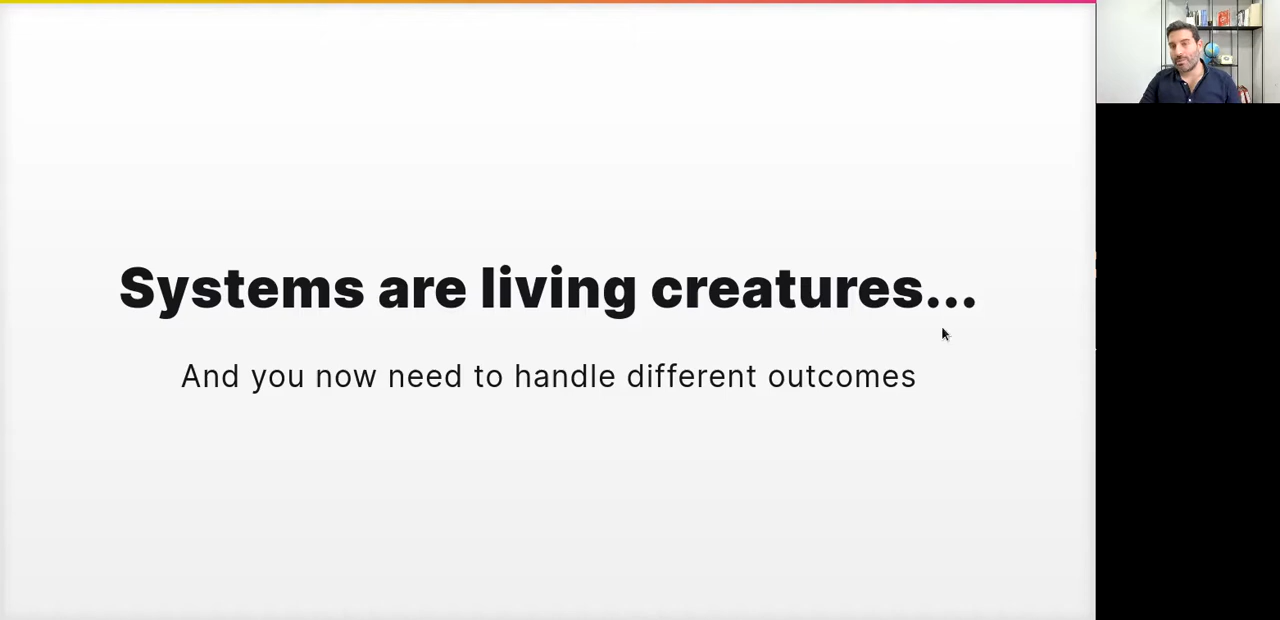 Systems are living creatures...
And you now need to handle different outcomes